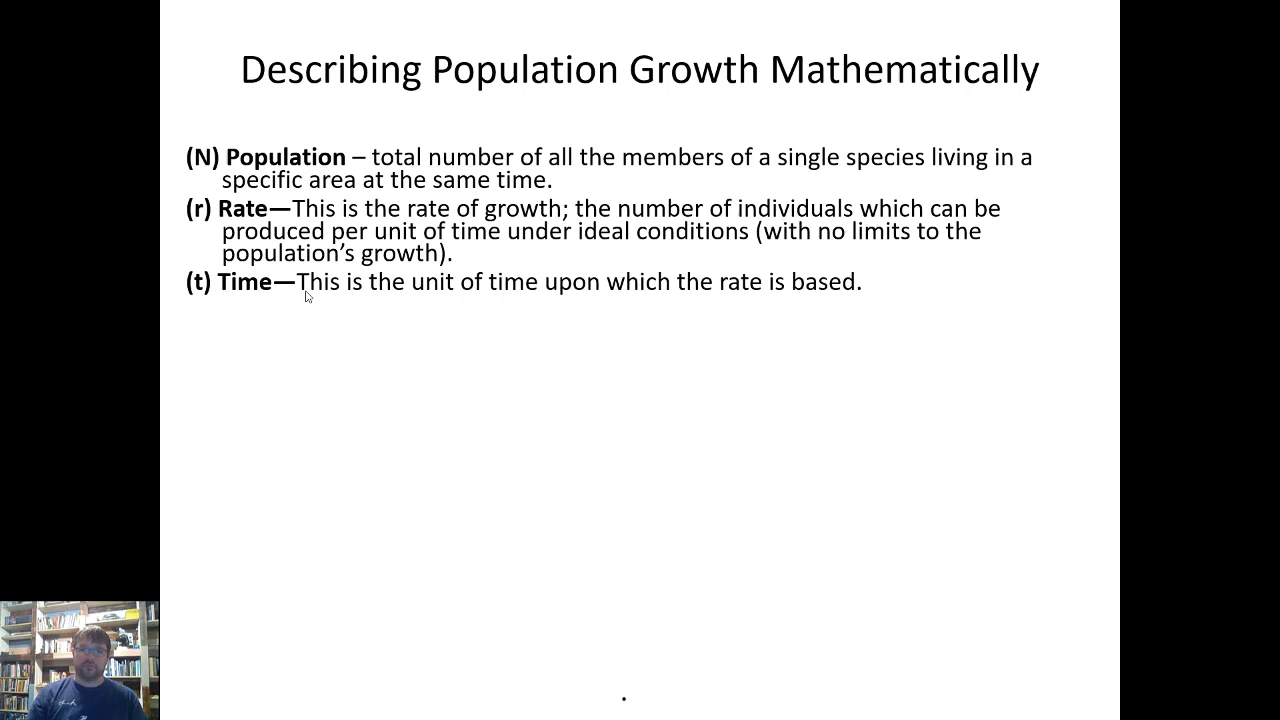 Describing Population Growth Mathematically
(N) Population – total number of all the members of a single species living in a
specific area at the same time.
(r) Rate—This is the rate of growth; the number of individuals which can be
produced per unit of time under ideal conditions (with no limits to the
population’s growth).
(t) Time—This is the unit of time upon which the rate is based.
.